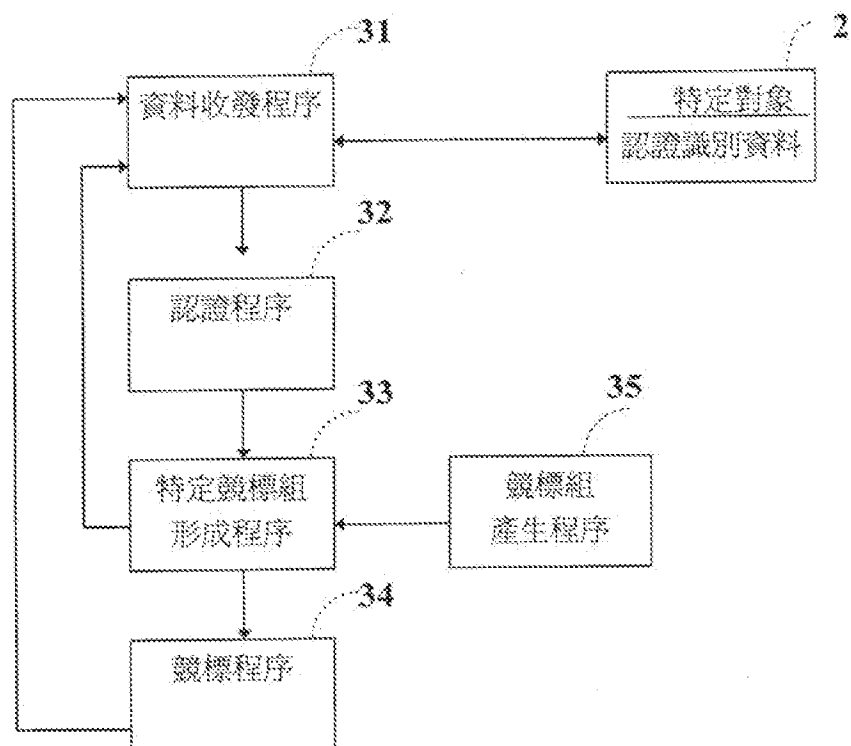 31
資料收發程序
2
特定對象
認證識別資料
32
認證程序
33
特定競標組
形成程序
35
競標組
產生程序
34
競標程序